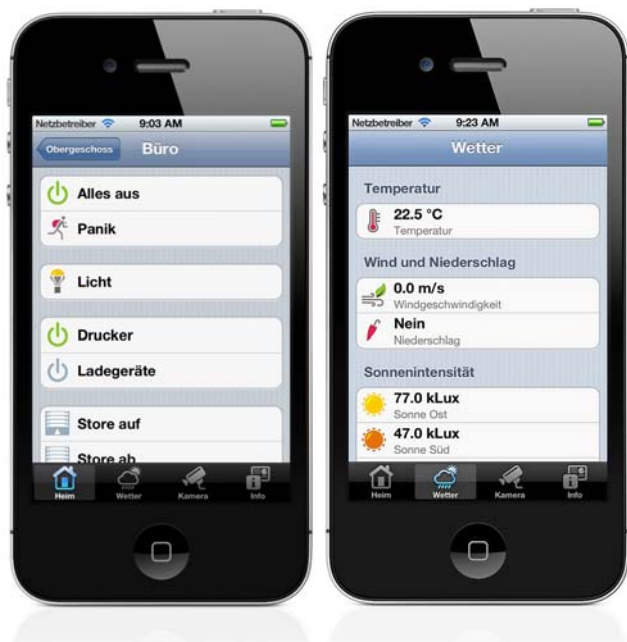 Netzbetreiber 9:03 AM
Obergeschoss Büro
Alles aus
Panik
Licht
Drucker
Ladegeräte
Store auf
Store ab
Heim Wetter Kamera Info
Netzbetreiber 9:23 AM
Wetter
Temperatur
22.5 °C
Temperatur
Wind und Niederschlag
0.0 m/s
Windgeschwindigkeit
Nein
Niederschlag
Sonnenintensität
77.0 kLux
Sonne Ost
47.0 kLux
Sonne Süd
Heim Wetter Kamera Info